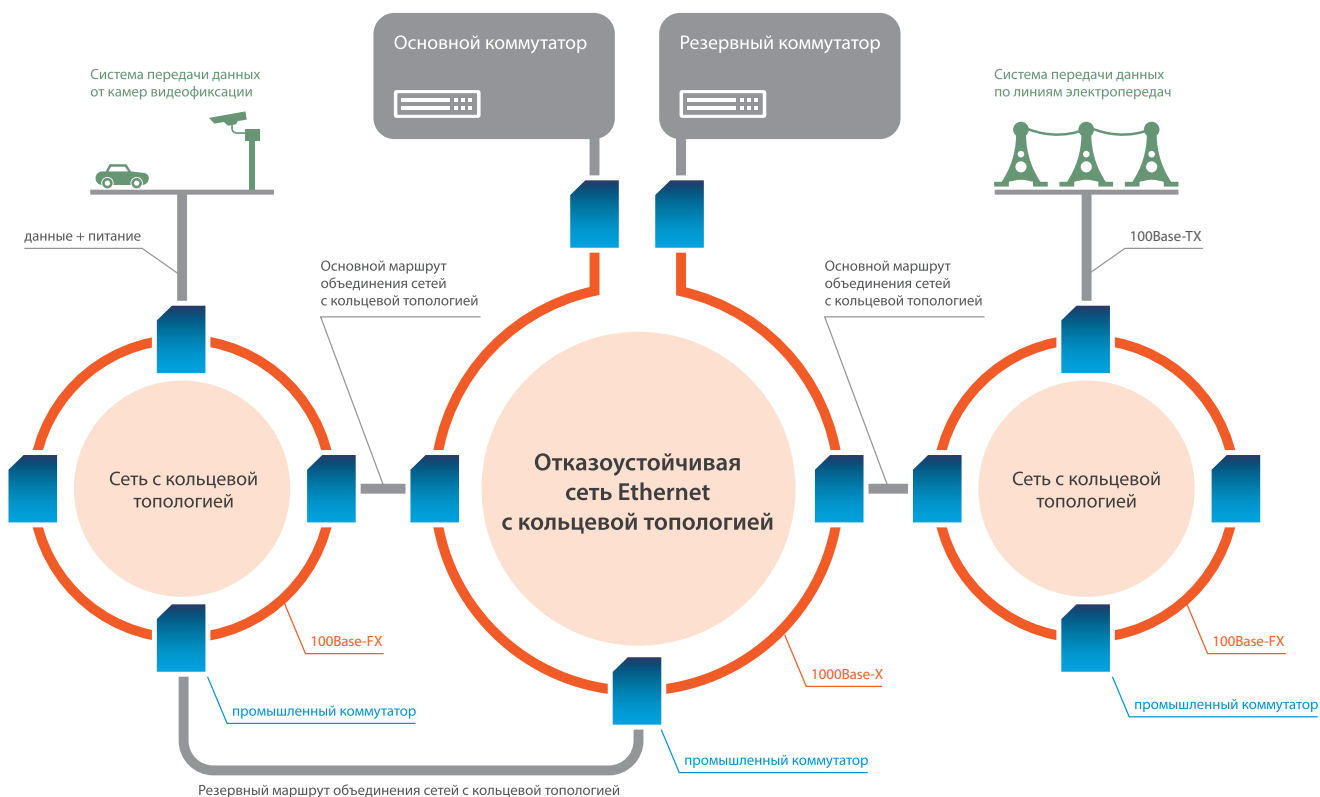 Основной коммутатор
Резервный коммутатор
Система передачи данных
от камер видеофиксации
Система передачи данных
по линиям электропередач
данные + питание
100Base-TX
Основной маршрут
объединения сетей
с кольцевой топологией
Основной маршрут
объединения сетей
с кольцевой топологией
Сеть с кольцевой
топологией
Отказоустойчивая
сеть Ethernet
с кольцевой топологией
Сеть с кольцевой
топологией
100Base-FX
1000Base-X
100Base-FX
промышленный коммутатор
промышленный коммутатор
промышленный коммутатор
Резервный маршрут объединения сетей с кольцевой топологией